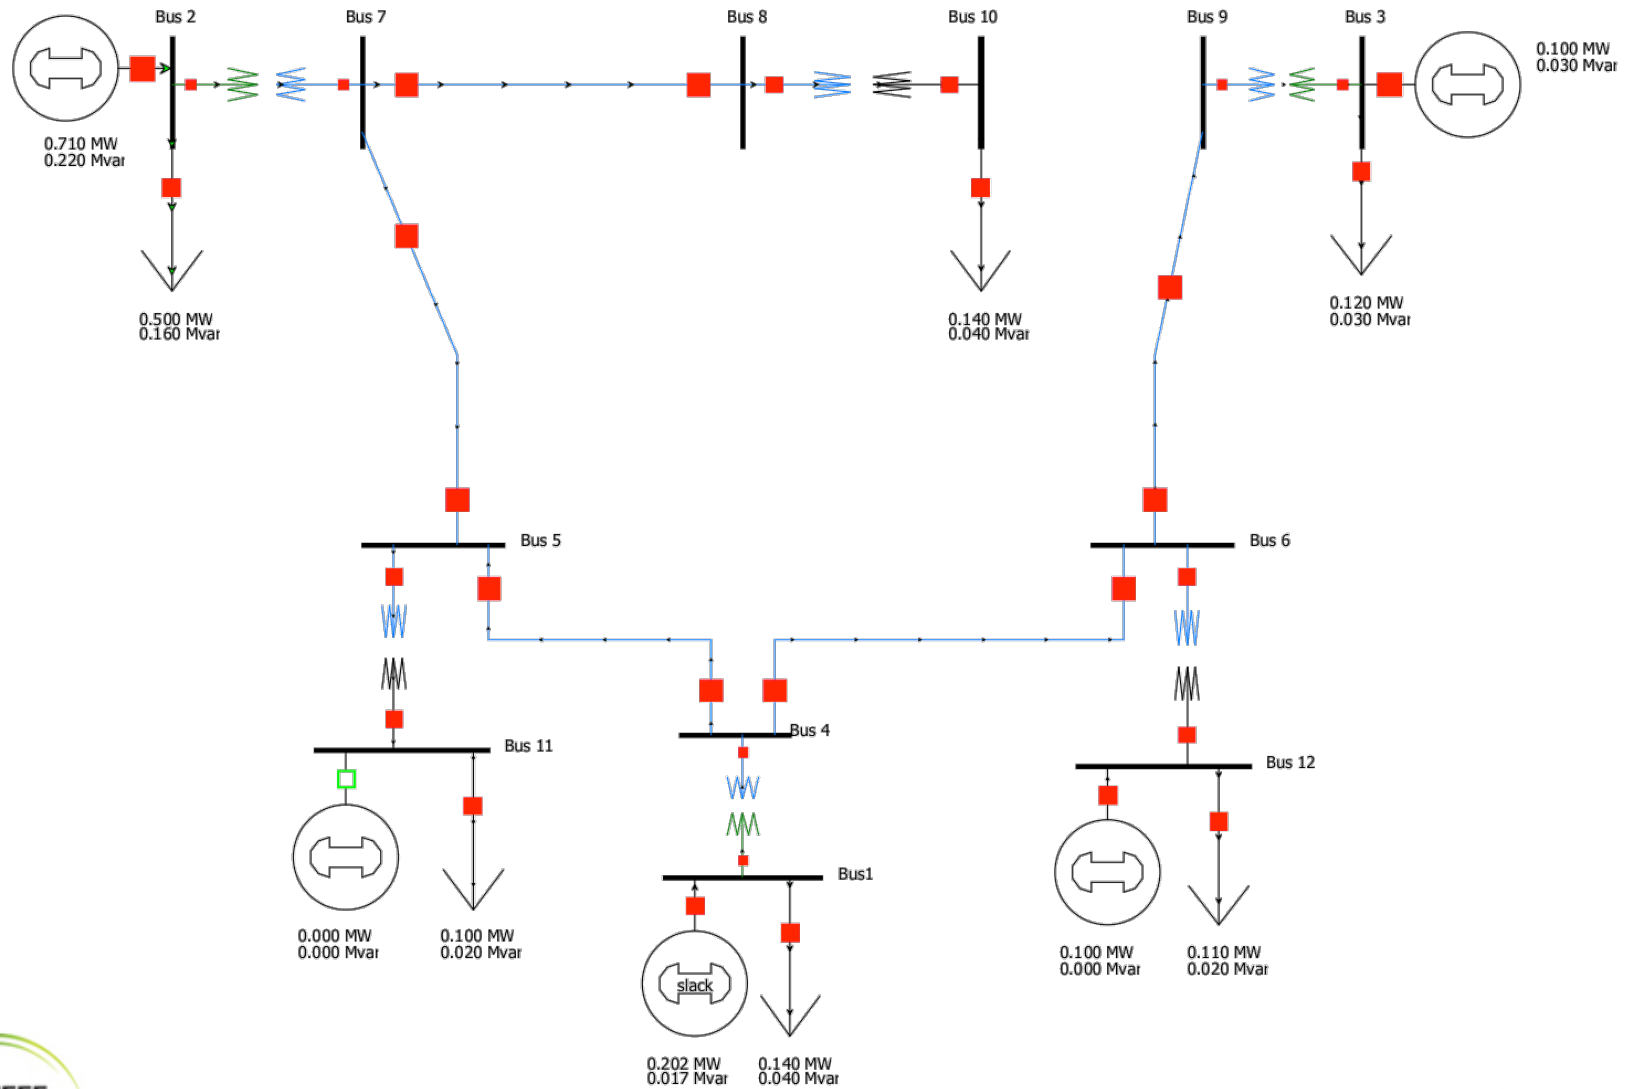 Bus 2
Bus 7
Bus 8
Bus 10
Bus 9
Bus 3
0.100 MW
0.030 Mvar
0.710 MW
0.220 Mvar
0.500 MW
0.160 Mvar
0.140 MW
0.040 Mvar
0.120 MW
0.030 Mvar
Bus 5
Bus 6
Bus 4
Bus 11
Bus 12
Bus1
0.000 MW
0.000 Mvar
0.100 MW
0.020 Mvar
slack
0.100 MW
0.000 Mvar
0.110 MW
0.020 Mvar
0.202 MW
0.017 Mvar
0.140 MW
0.040 Mvar